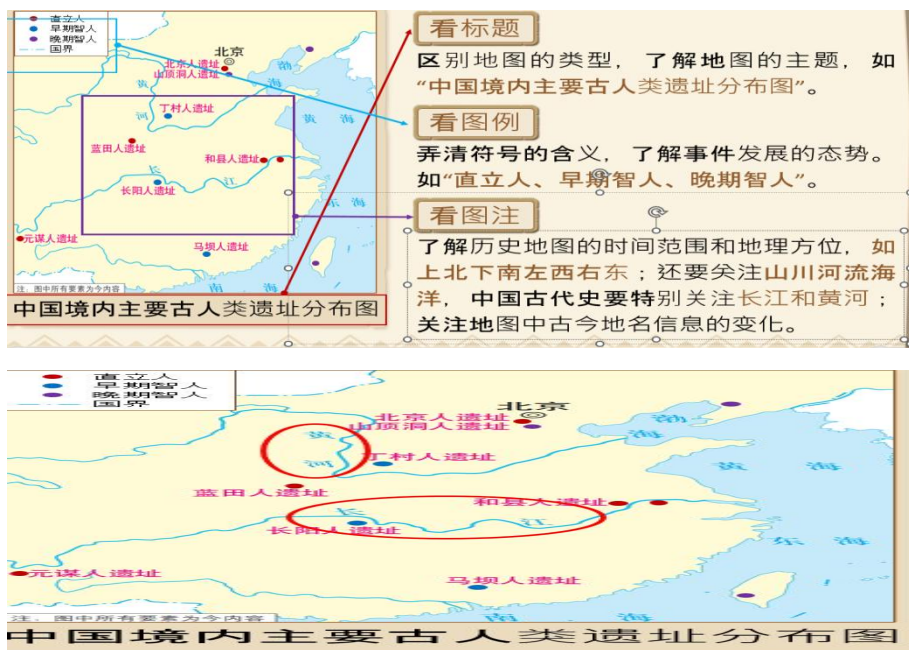 直立人
早期智人
晚期智人
国界
北京
北京人遗址
山顶洞人遗址
渤
海
黄
河
丁村人遗址
黄 海
蓝田人遗址
和县人遗址
长
江
长阳人遗址
东 海
元谋人遗址
马坝人遗址
南 海
注：图中所有要素为今内容
中国境内主要古人类遗址分布图
看标题
区别地图的类型，了解地图的主题，如
“中国境内主要古人类遗址分布图”。
看图例
弄清符号的含义，了解事件发展的态势。
如“直立人、早期智人、晚期智人”。
看图注
了解历史地图的时间范围和地理方位，如
上北下南左西右东；还要关注山川河流海
洋，中国古代史要特别关注长江和黄河；
关注地图中古今地名信息的变化。
直立人
早期智人
晚期智人
国界
北京
北京人遗址
山顶洞人遗址
渤
海
黄
河
丁村人遗址
黄 海
蓝田人遗址
和县人遗址
长
江
长阳人遗址
东 海
元谋人遗址
马坝人遗址
南 海
注：图中所有要素为今内容
中国境内主要古人类遗址分布图